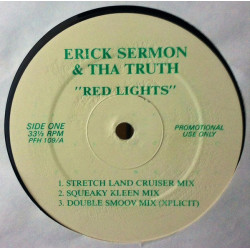 ERICK SERMON
& THA TRUTH
"RED LIGHTS"
SIDE ONE
33⅓ RPM
PFH 109/A
PROMOTIONAL
USE ONLY
1. STRETCH LAND CRUISER MIX
2. SQUEAKY KLEEN MIX
3. DOUBLE SMOOV MIX (XPLICIT)